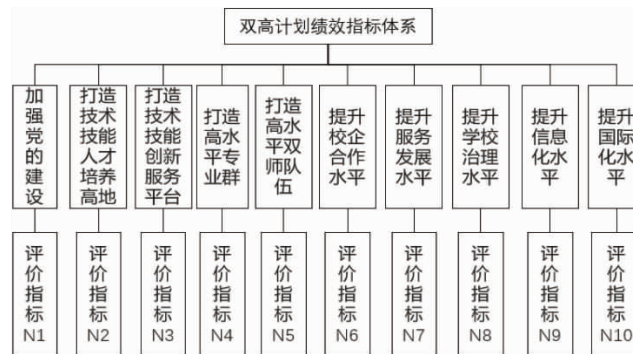 双高计划绩效指标体系
加强党的建设
打造技术技能人才培养高地
打造技术技能创新服务平台
打造高水平专业群
打造高水平双师队伍
提升校企合作水平
提升服务发展水平
提升学校治理水平
提升信息化水平
提升国际化水平
评价指标N1
评价指标N2
评价指标N3
评价指标N4
评价指标N5
评价指标N6
评价指标N7
评价指标N8
评价指标N9
评价指标N10